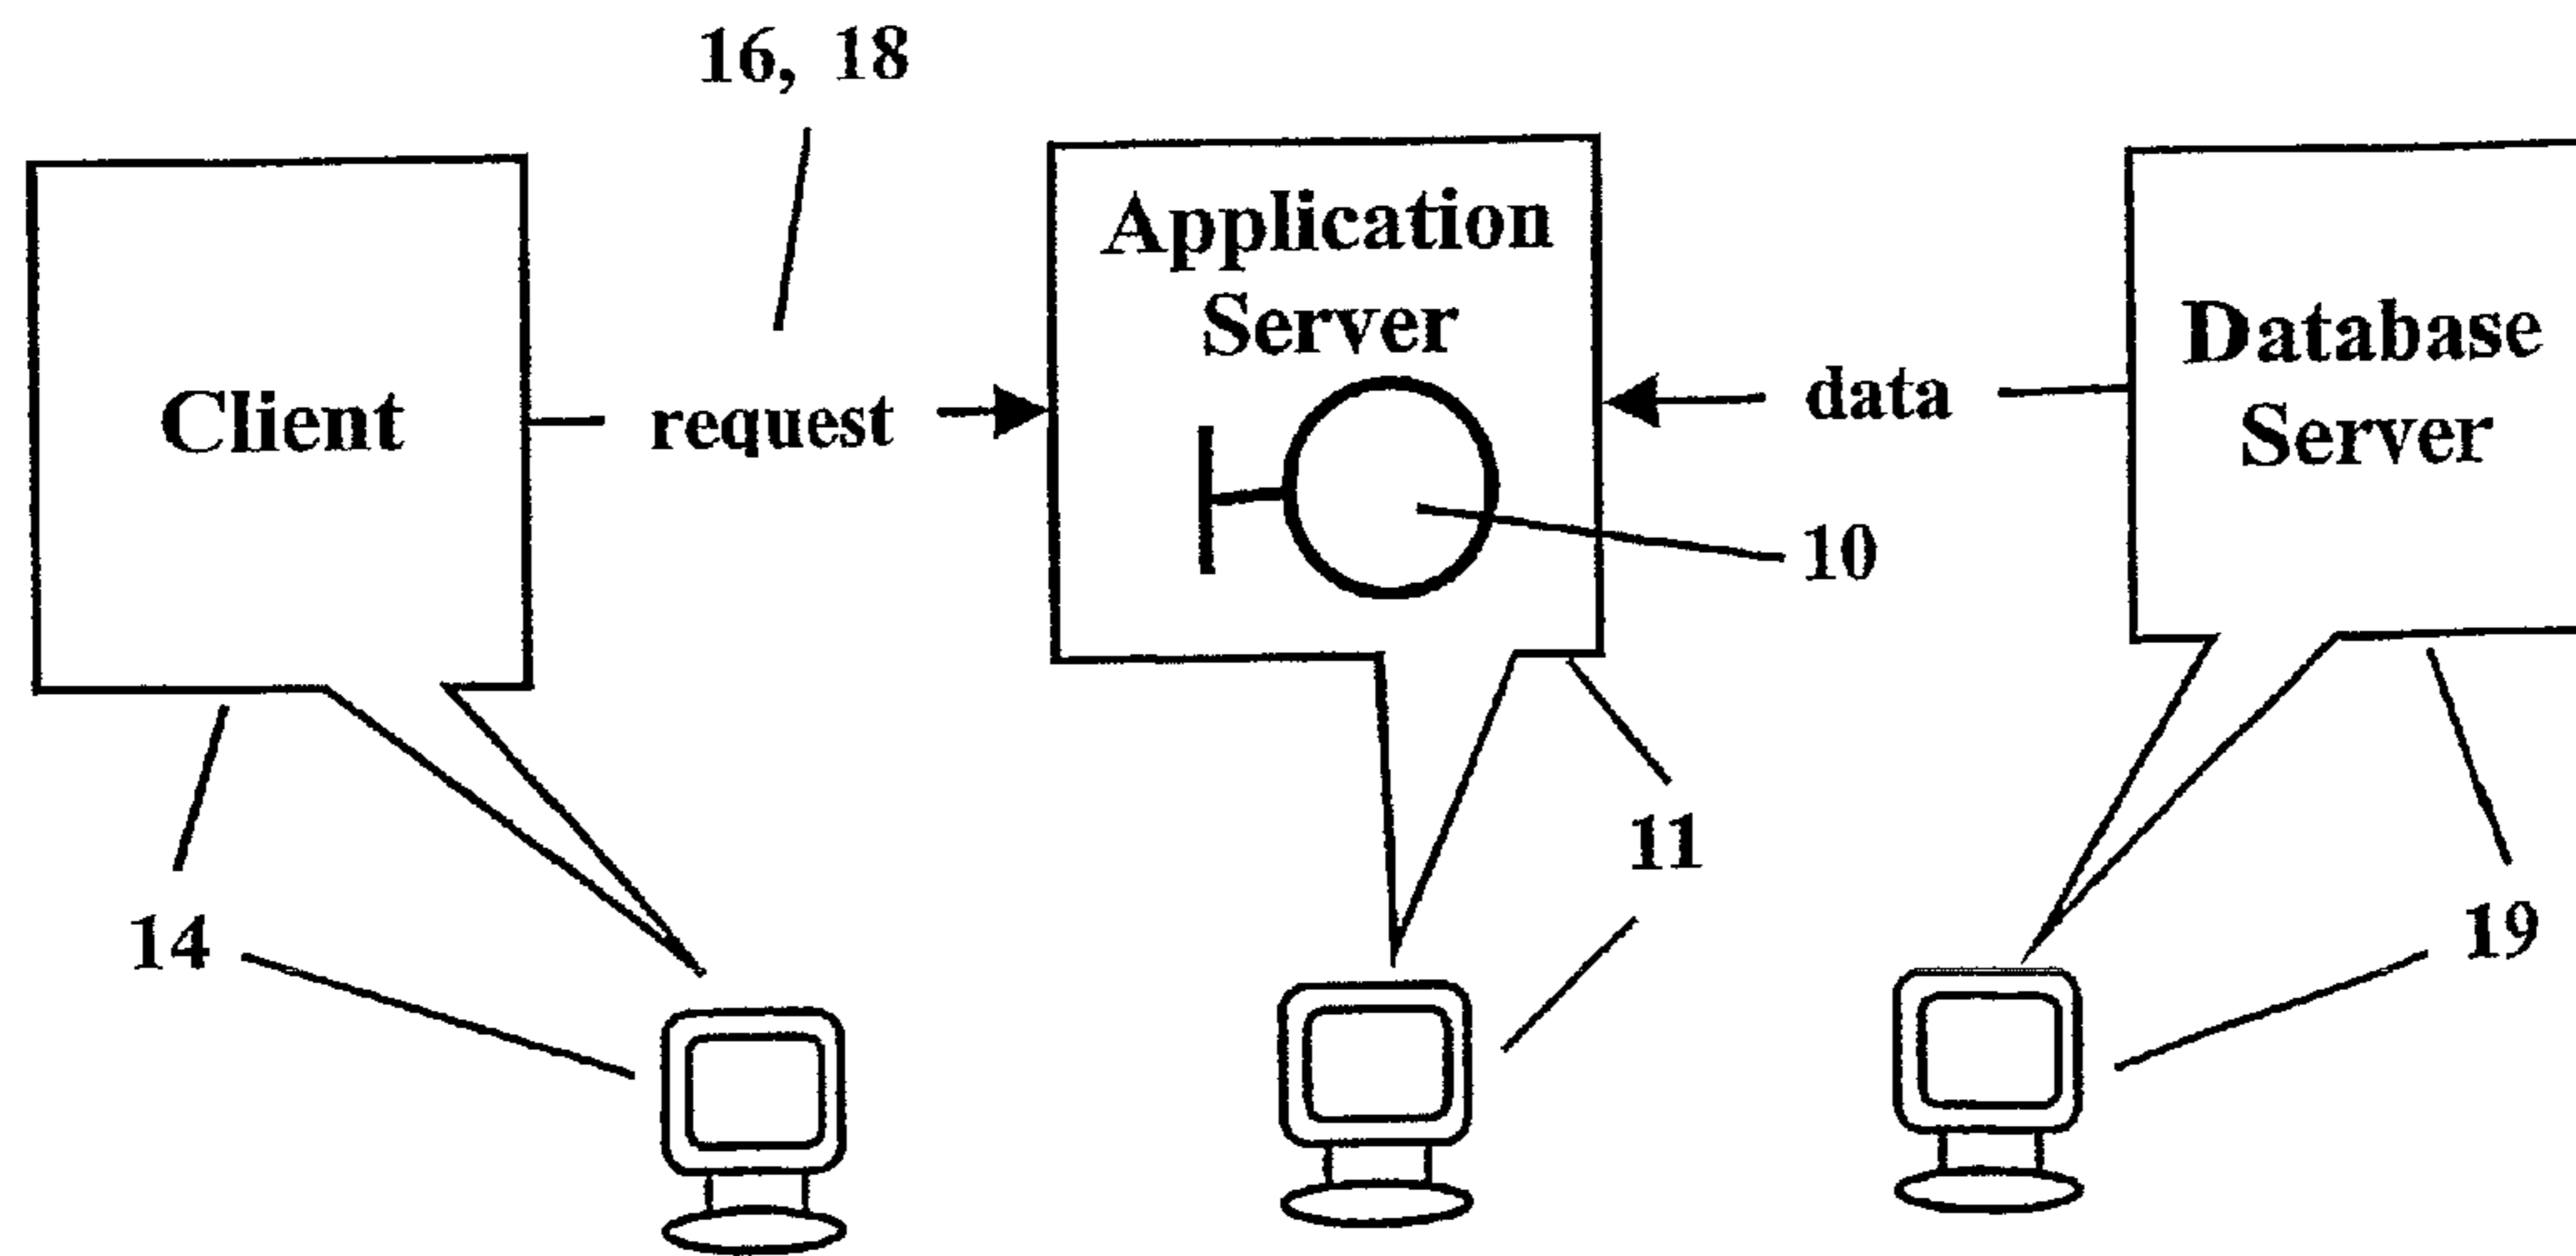 16, 18
Client
request
Application
Server
data
Database
Server
10
14
11
19